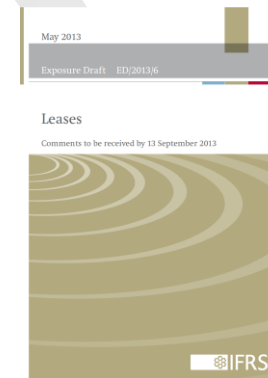 May 2013
Exposure Draft ED/2013/6
Leases
Comments to be received by 13 September 2013
IFRS